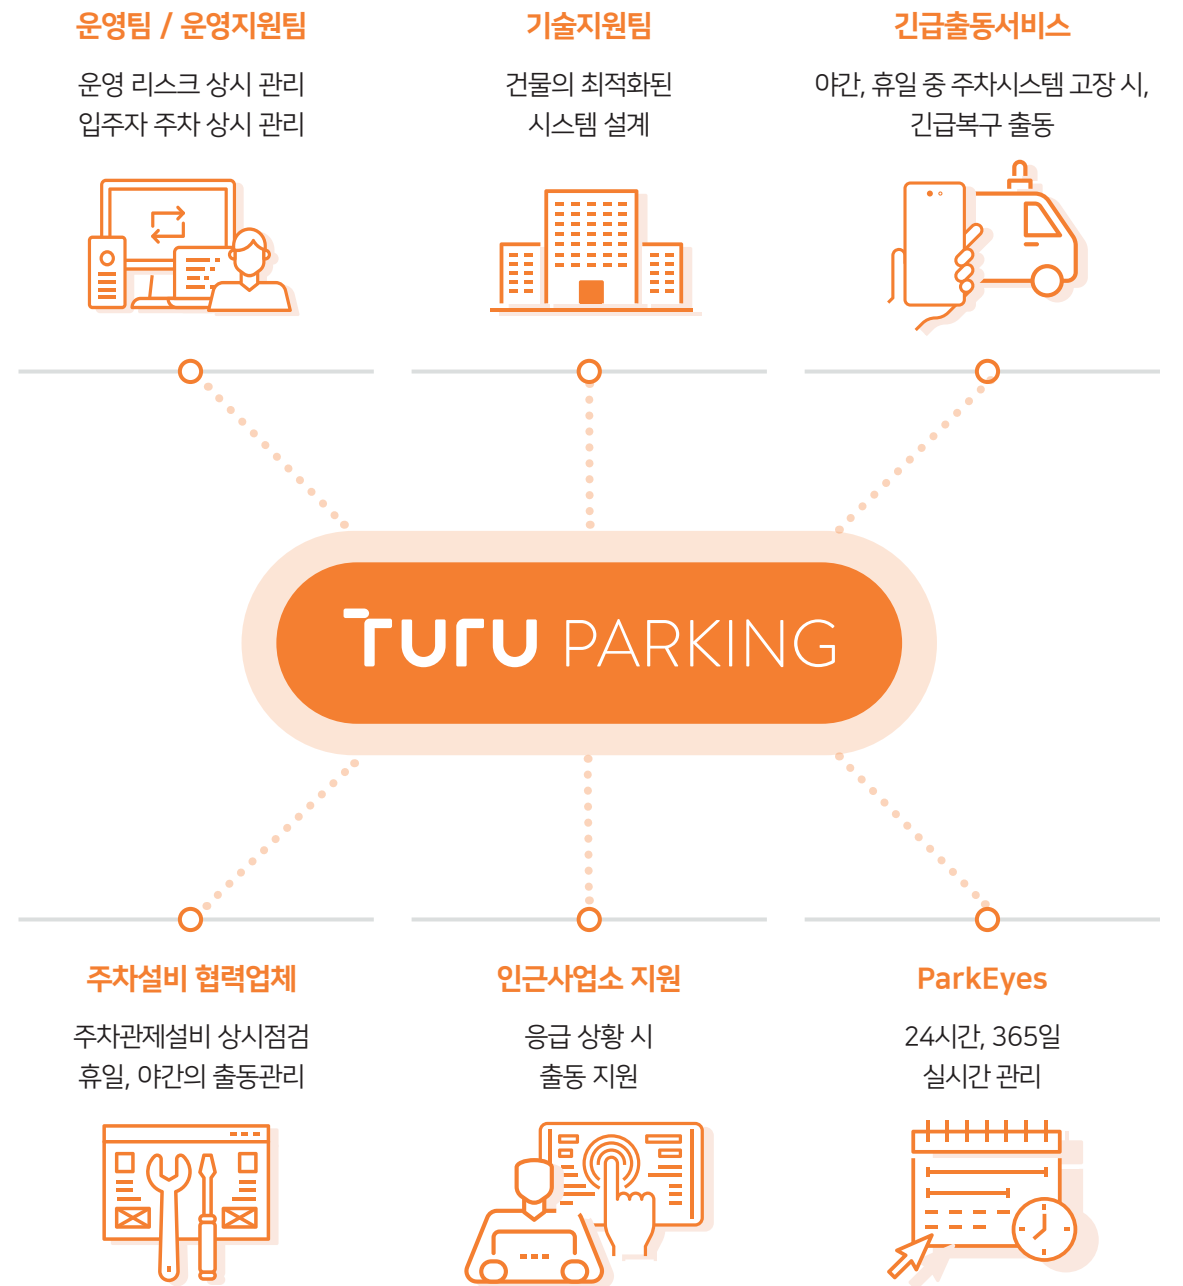 운영팀 / 운영지원팀
운영 리스크 상시 관리
입주자 주차 상시 관리
기술지원팀
건물의 최적화된
시스템 설계
긴급출동서비스
야간, 휴일 중 주차시스템 고장 시,
긴급복구 출동
Turu PARKING
주차설비 협력업체
주차관제설비 상시점검
휴일, 야간의 출동관리
인근사업소 지원
응급 상황 시
출동 지원
ParkEyes
24시간, 365일
실시간 관리